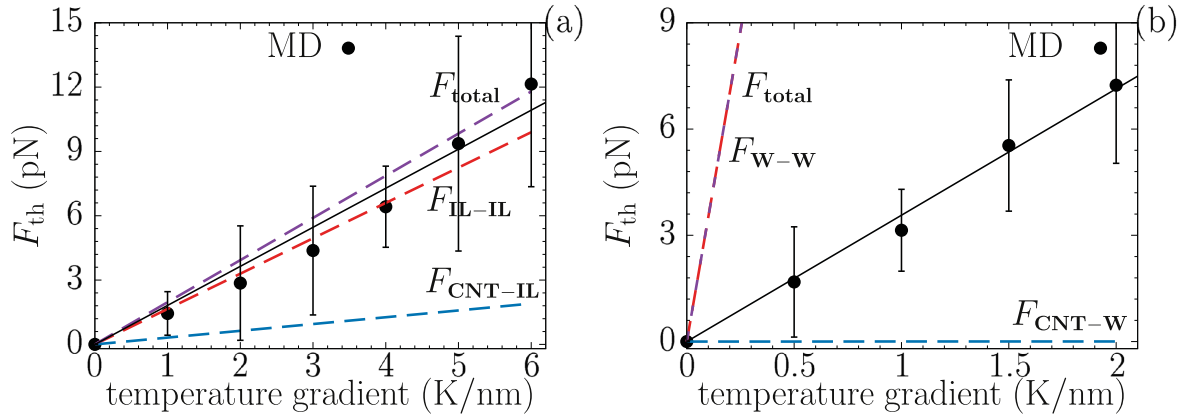 (a)
15
12
9
6
3
0
F_th (pN)
MD
F_total
F_IL−IL
F_CNT−IL
0 1 2 3 4 5 6
temperature gradient (K/nm)
(b)
9
6
3
0
F_th (pN)
MD
F_total
F_W−W
F_CNT−W
0 0.5 1 1.5 2
temperature gradient (K/nm)